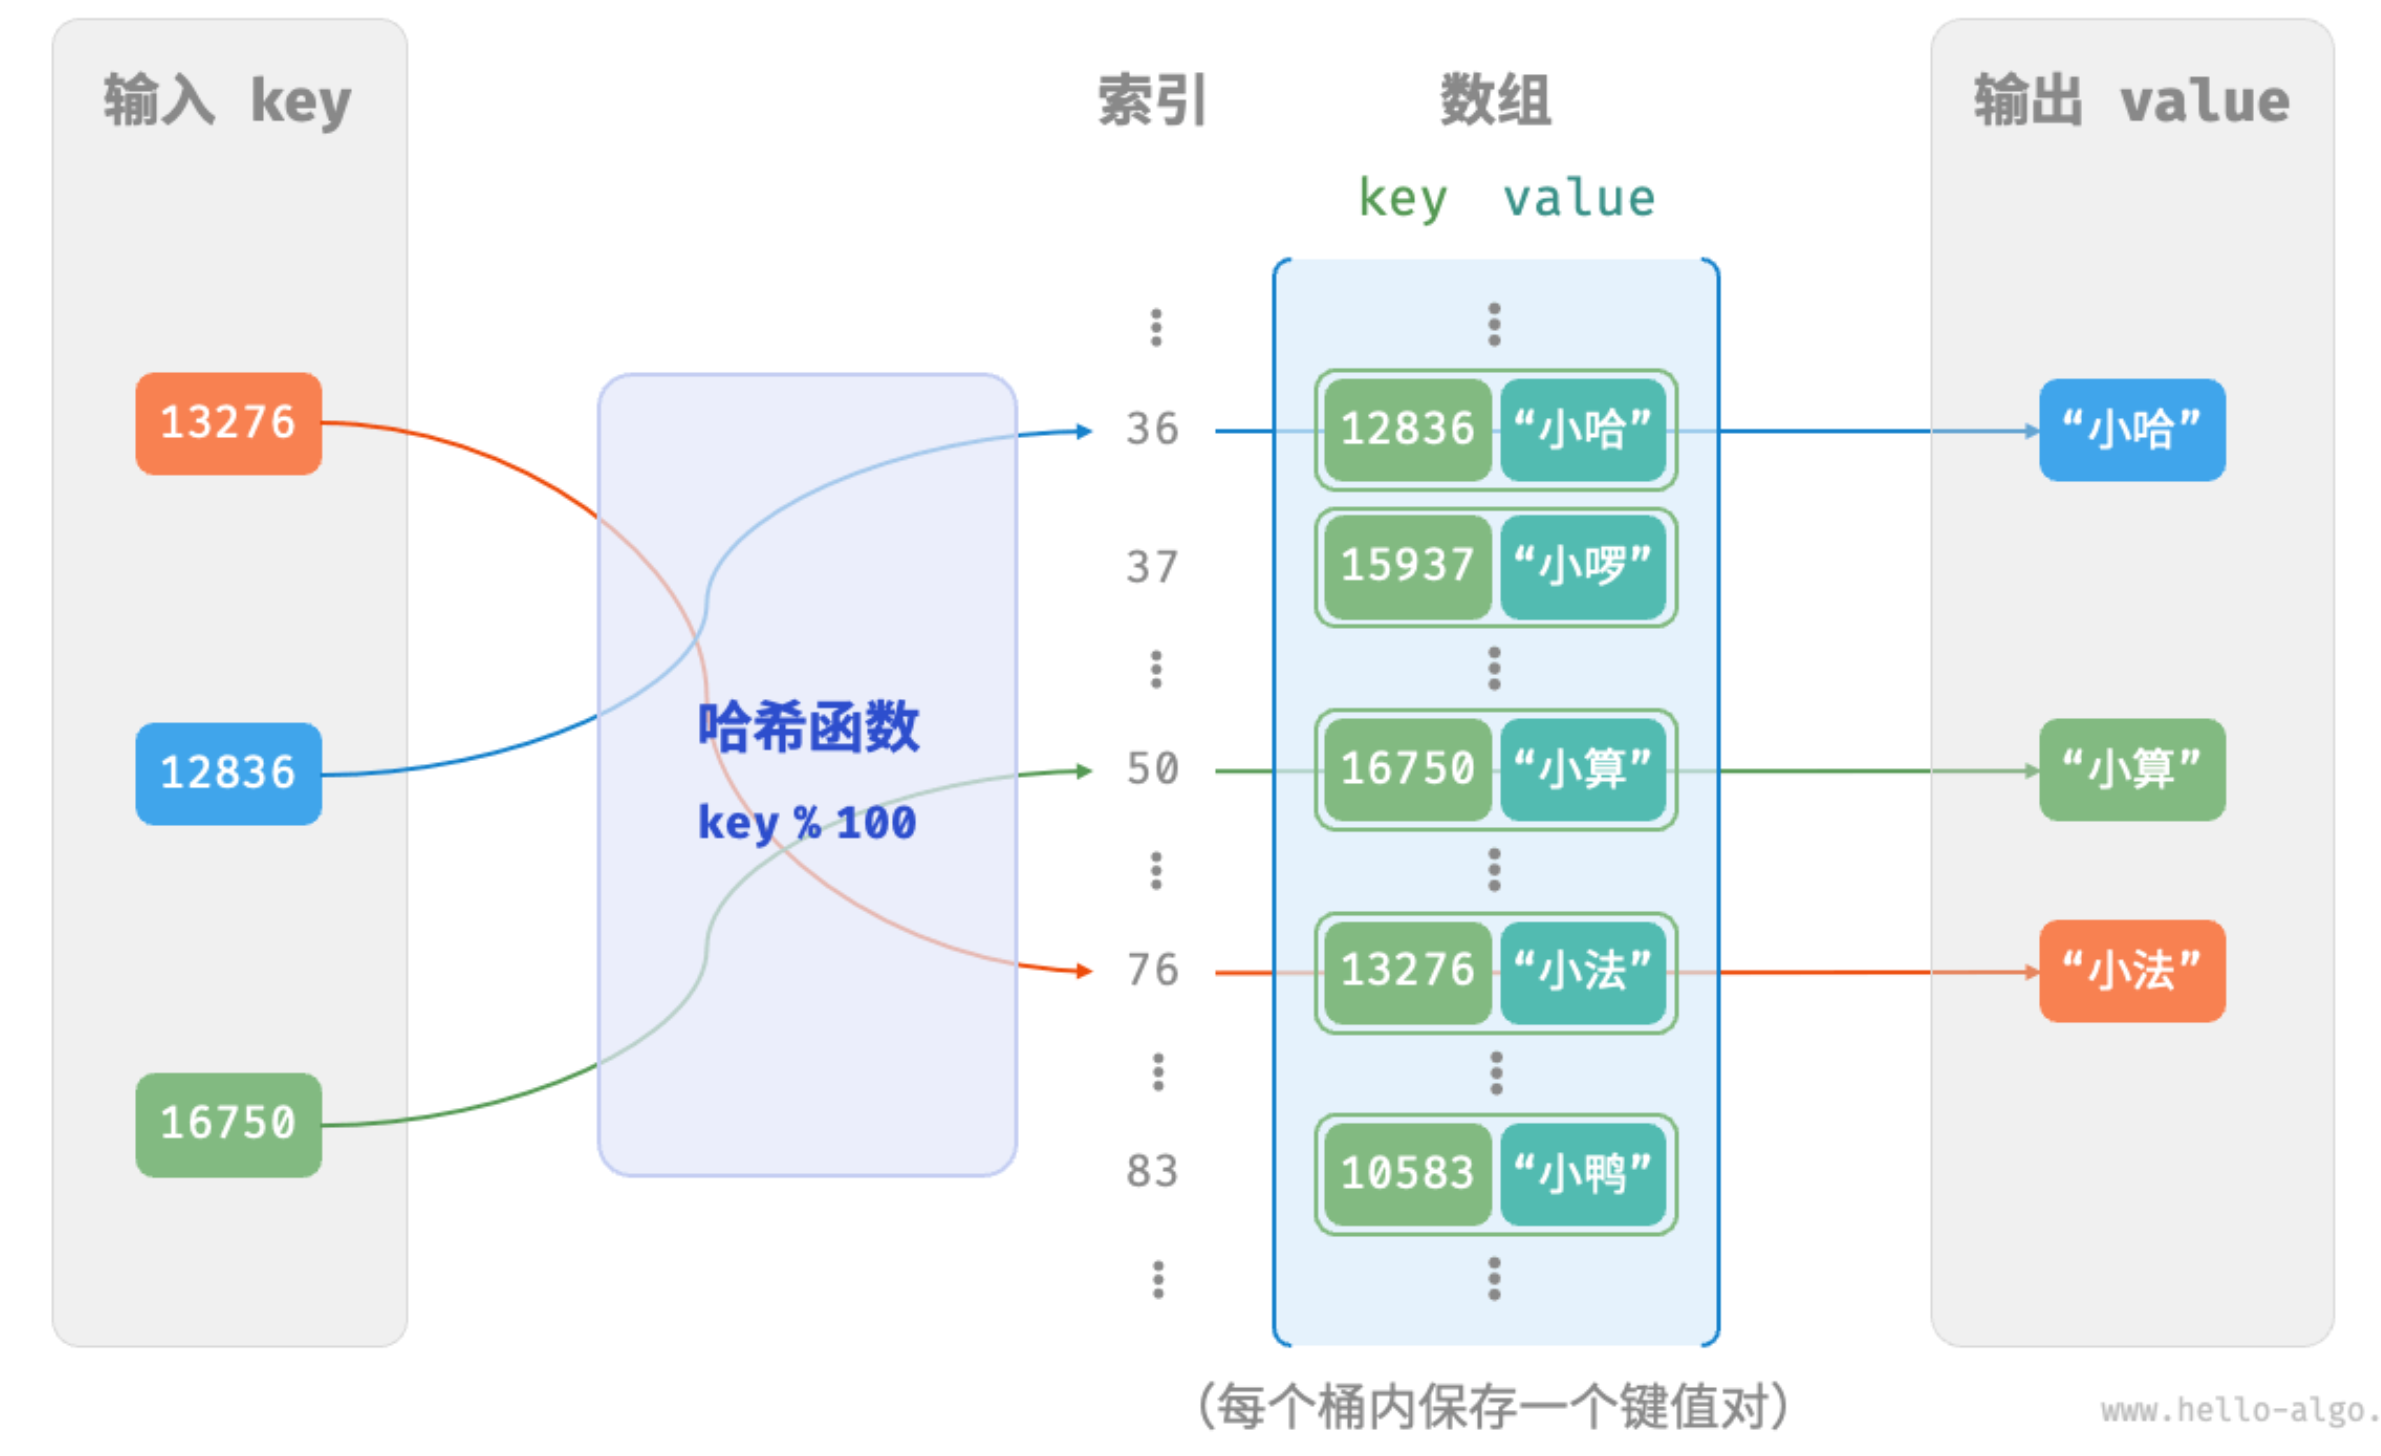 输入 key
索引
数组
输出 value
key value
13276
36
12836 “小哈”
“小哈”
37
15937 “小啰”
12836
哈希函数
key % 100
50
16750 “小算”
“小算”
76
13276 “小法”
“小法”
16750
83
10583 “小鸭”
（每个桶内保存一个键值对）
www.hello-algo.